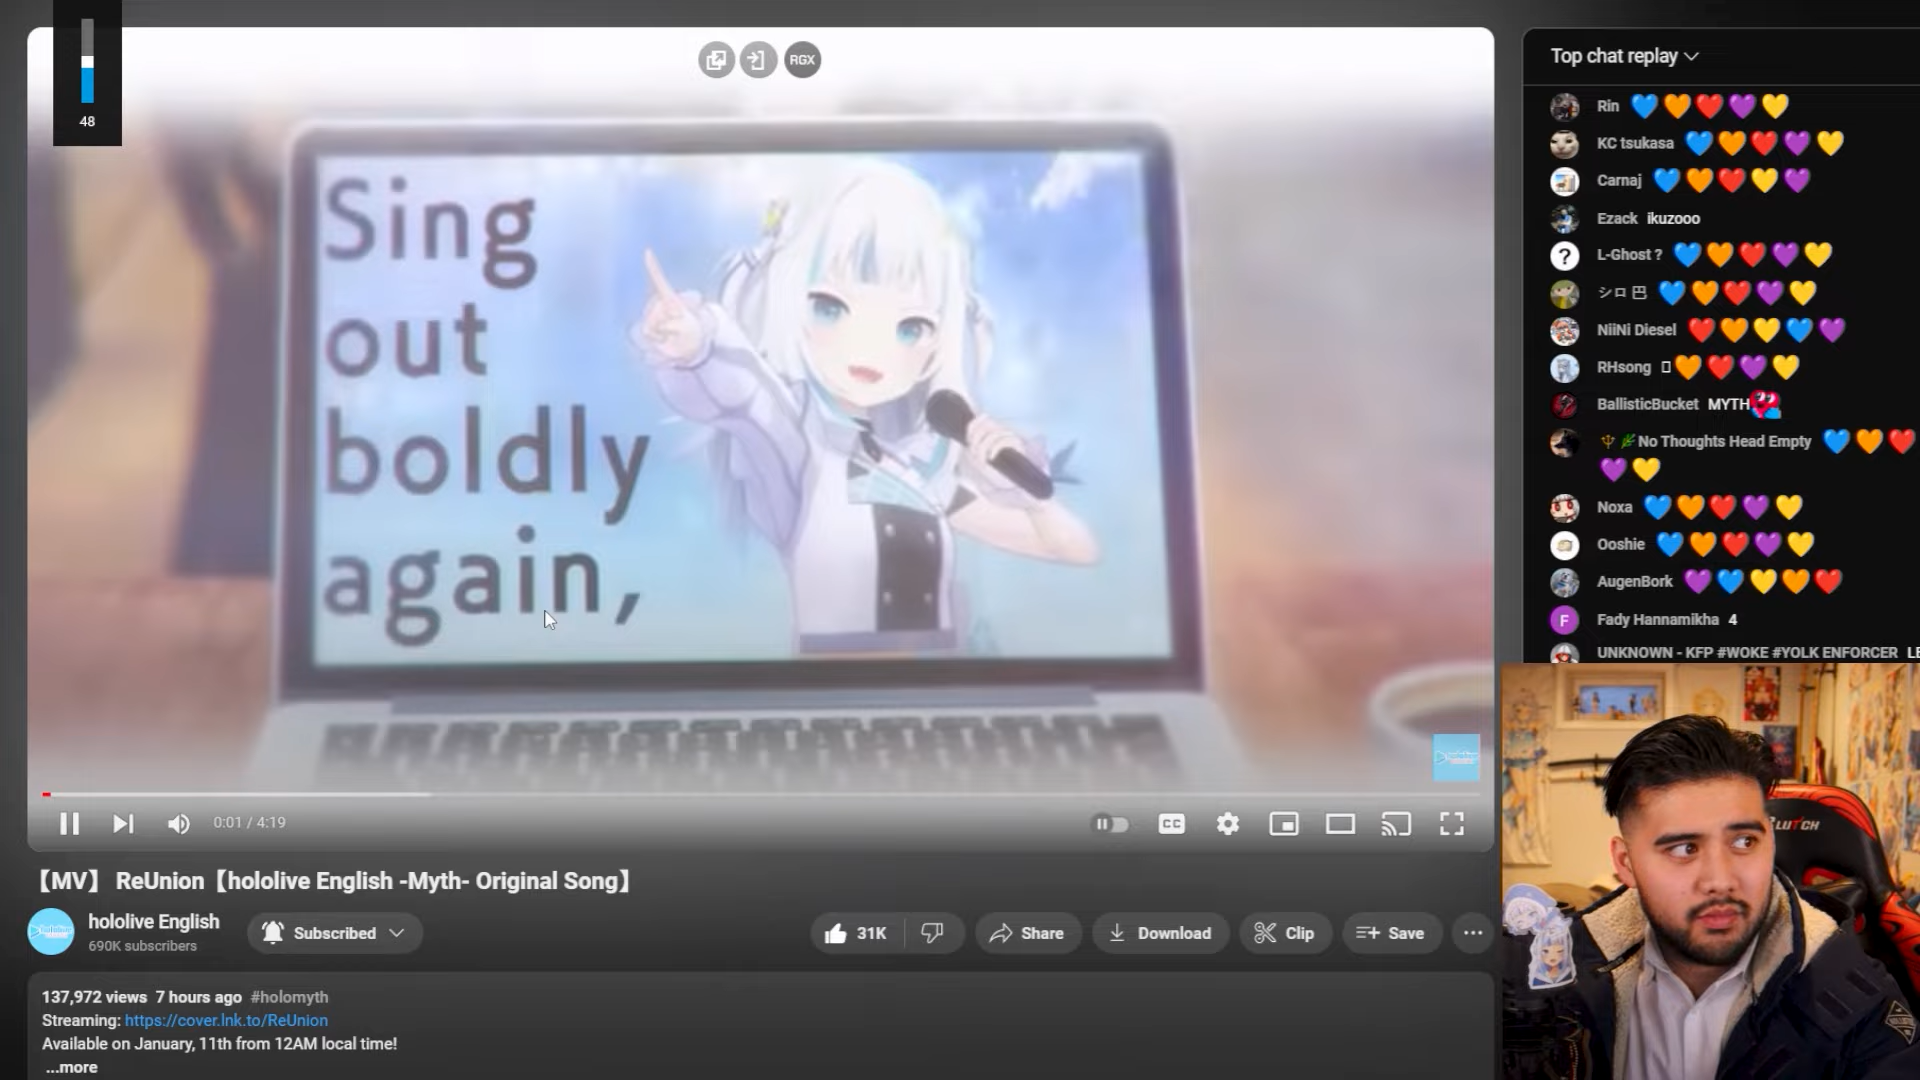 48
RGX
Sing
out
boldly
again,
0:01 / 4:19
CC
【MV】 ReUnion【hololive English -Myth- Original Song】
hololive English
690K subscribers
Subscribed
31K
Share
Download
Clip
Save
137,972 views 7 hours ago #holomyth
Streaming: https://cover.lnk.to/ReUnion
Available on January, 11th from 12AM local time!
...more
Top chat replay
Rin
KC tsukasa
Carnaj
Ezack ikuzooo
L-Ghost ?
シロ 巴
NiiNi Diesel
RHsong
BallisticBucket MYTH
No Thoughts Head Empty
Noxa
Ooshie
AugenBork
F Fady Hannamikha 4
UNKNOWN - KFP #WOKE #YOLK ENFORCER LE